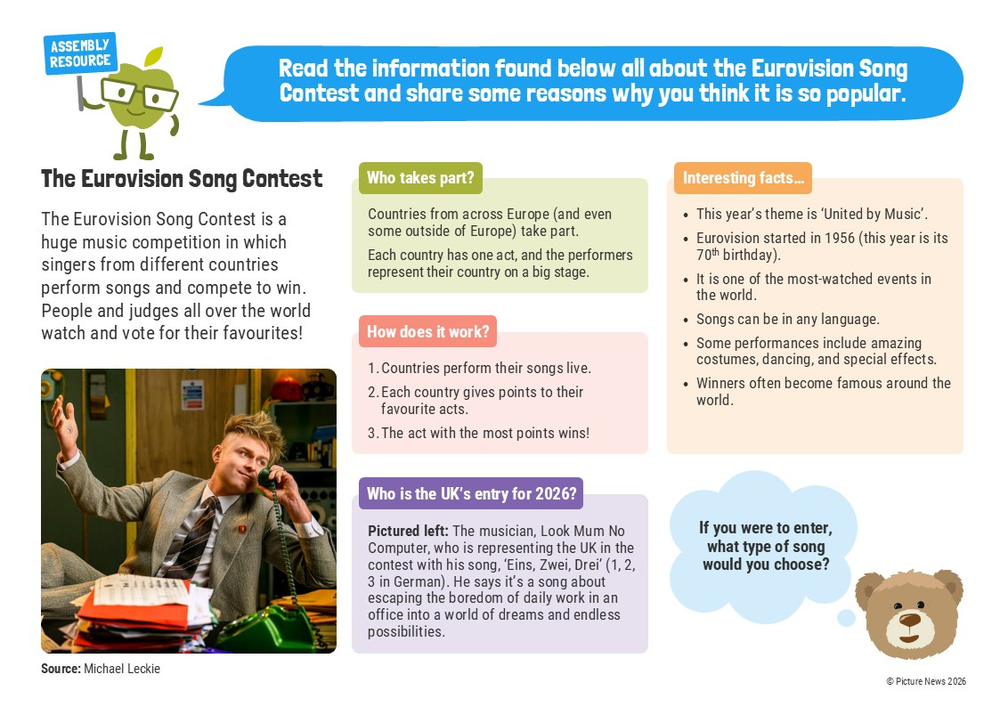 ASSEMBLY
RESOURCE
Read the information found below all about the Eurovision Song
Contest and share some reasons why you think it is so popular.
The Eurovision Song Contest
The Eurovision Song Contest is a
huge music competition in which
singers from different countries
perform songs and compete to win.
People and judges all over the world
watch and vote for their favourites!
Source: Michael Leckie
Who takes part?
Countries from across Europe (and even
some outside of Europe) take part.
Each country has one act, and the performers
represent their country on a big stage.
How does it work?
1. Countries perform their songs live.
2. Each country gives points to their
favourite acts.
3. The act with the most points wins!
Who is the UK's entry for 2026?
Pictured left: The musician, Look Mum No
Computer, who is representing the UK in the
contest with his song, ‘Eins, Zwei, Drei’ (1, 2,
3 in German). He says it’s a song about
escaping the boredom of daily work in an
office into a world of dreams and endless
possibilities.
Interesting facts...
• This year’s theme is ‘United by Music’.
• Eurovision started in 1956 (this year is its
70th birthday).
• It is one of the most-watched events in
the world.
• Songs can be in any language.
• Some performances include amazing
costumes, dancing, and special effects.
• Winners often become famous around the
world.
If you were to enter,
what type of song
would you choose?
© Picture News 2026